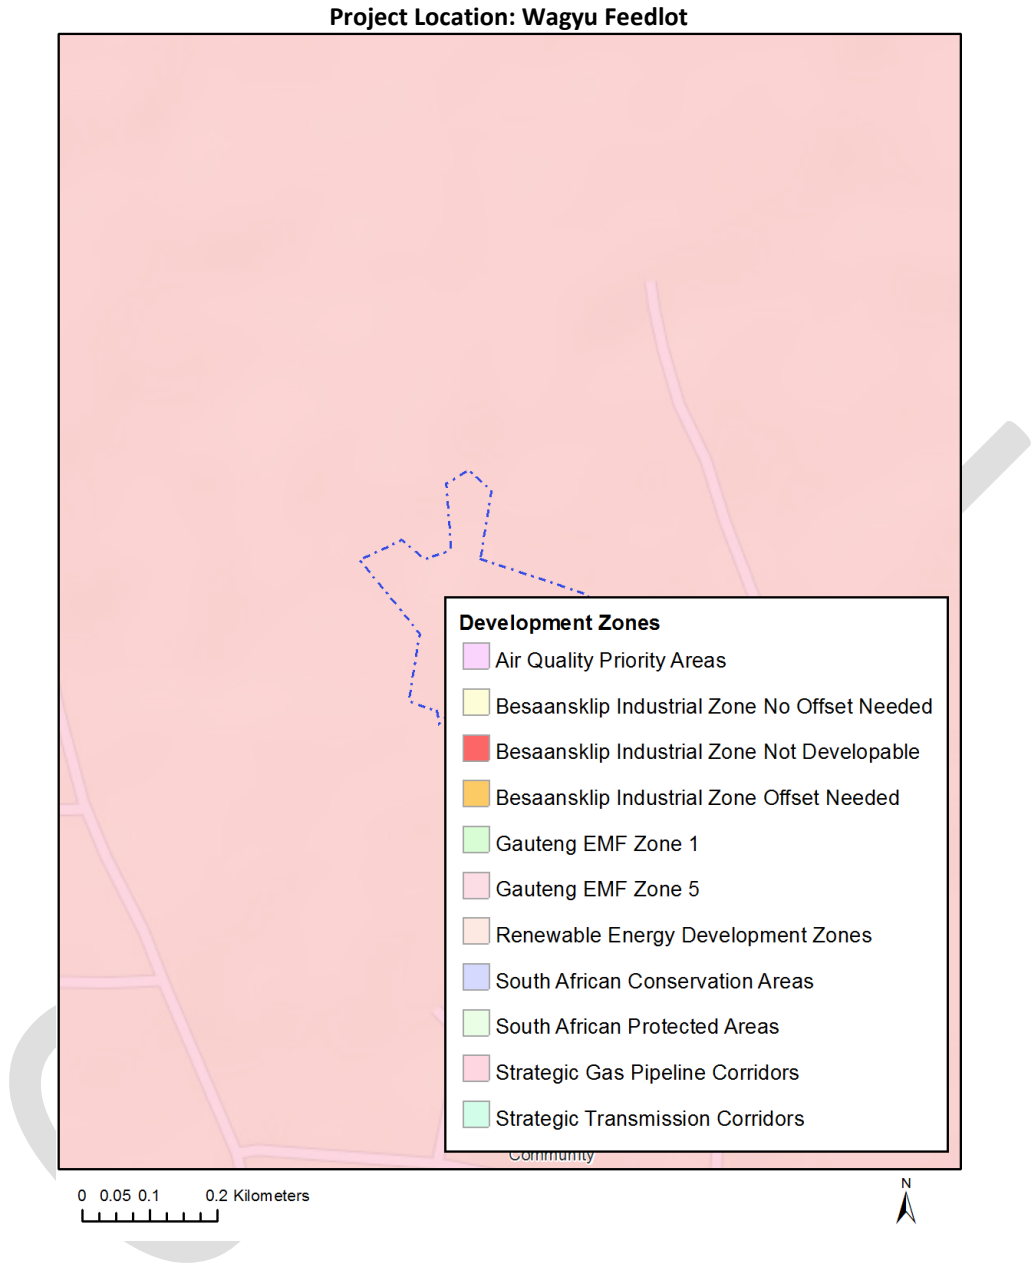 Project Location: Wagyu Feedlot
Development Zones
Air Quality Priority Areas
Besaansklip Industrial Zone No Offset Needed
Besaansklip Industrial Zone Not Developable
Besaansklip Industrial Zone Offset Needed
Gauteng EMF Zone 1
Gauteng EMF Zone 5
Renewable Energy Development Zones
South African Conservation Areas
South African Protected Areas
Strategic Gas Pipeline Corridors
Strategic Transmission Corridors
Community
0 0.05 0.1 0.2 Kilometers
N